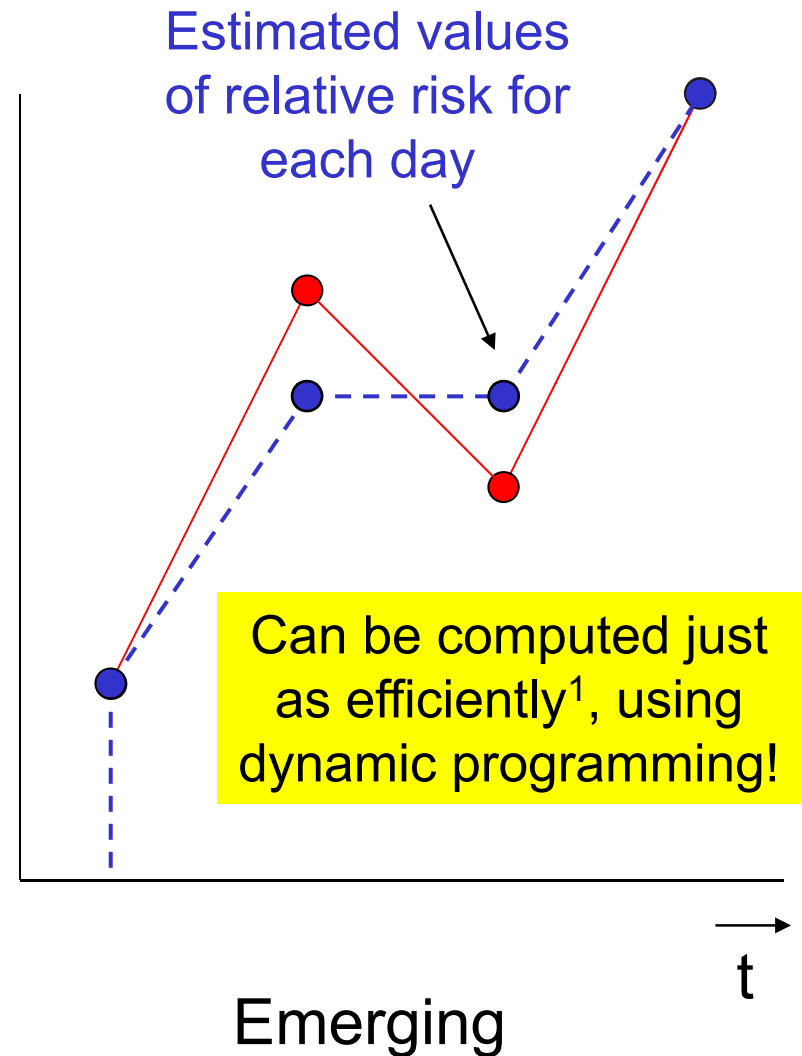 Estimated values
of relative risk for
each day
Can be computed just
as efficiently¹, using
dynamic programming!
t
Emerging